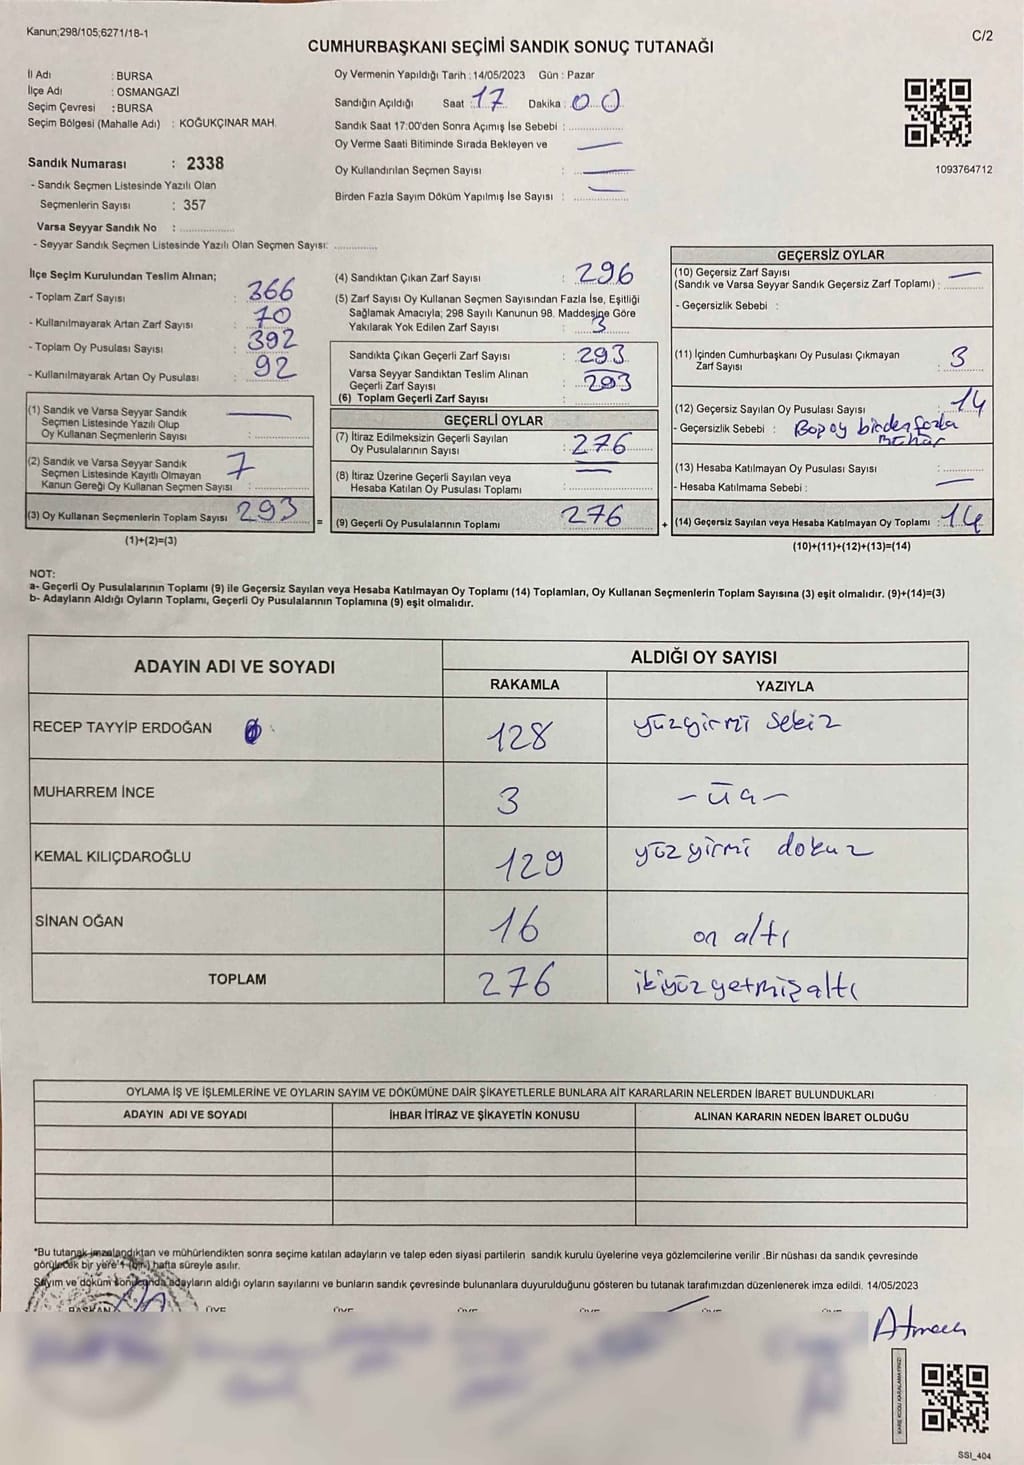 Kanun;298/105;6271/18-1
C/2
CUMHURBAŞKANI SEÇİMİ SANDIK SONUÇ TUTANAĞI
İl Adı : BURSA
İlçe Adı : OSMANGAZİ
Seçim Çevresi : BURSA
Seçim Bölgesi (Mahalle Adı) : KOĞUKÇINAR MAH.
Sandık Numarası : 2338
- Sandık Seçmen Listesinde Yazılı Olan
Seçmenlerin Sayısı : 357
Varsa Seyyar Sandık No : ..................
- Seyyar Sandık Seçmen Listesinde Yazılı Olan Seçmen Sayısı: ..............
Oy Vermenin Yapıldığı Tarih : 14/05/2023 Gün : Pazar
Sandığın Açıldığı Saat : 17 Dakika : 00
Sandık Saat 17:00'den Sonra Açımış İse Sebebi : ..................
Oy Verme Saati Bitiminde Sırada Bekleyen ve —
Oy Kullandırılan Seçmen Sayısı : —
Birden Fazla Sayım Döküm Yapılmış İse Sayısı : —
1093764712
İlçe Seçim Kurulundan Teslim Alınan;
- Toplam Zarf Sayısı : 366
- Kullanılmayarak Artan Zarf Sayısı : 70
- Toplam Oy Pusulası Sayısı : 392
- Kullanılmayarak Artan Oy Pusulası : 92
(1) Sandık ve Varsa Seyyar Sandık —
Seçmen Listesinde Yazılı Olup
Oy Kullanan Seçmenlerin Sayısı :
(2) Sandık ve Varsa Seyyar Sandık 7
Seçmen Listesinde Kayıtlı Olmayan
Kanun Gereği Oy Kullanan Seçmen Sayısı :
(3) Oy Kullanan Seçmenlerin Toplam Sayısı 293 =
(1)+(2)=(3)
(4) Sandıktan Çıkan Zarf Sayısı : 296
(5) Zarf Sayısı Oy Kullanan Seçmen Sayısından Fazla İse, Eşitliği
Sağlamak Amacıyla; 298 Sayılı Kanunun 98. Maddesine Göre
Yakılarak Yok Edilen Zarf Sayısı : 3
Sandıkta Çıkan Geçerli Zarf Sayısı : 293
Varsa Seyyar Sandıktan Teslim Alınan
Geçerli Zarf Sayısı : 293
(6) Toplam Geçerli Zarf Sayısı :
GEÇERLİ OYLAR
(7) İtiraz Edilmeksizin Geçerli Sayılan
Oy Pusulalarının Sayısı : 276
(8) İtiraz Üzerine Geçerli Sayılan veya —
Hesaba Katılan Oy Pusulası Toplamı :
(9) Geçerli Oy Pusulalarının Toplamı : 276 +
GEÇERSİZ OYLAR
(10) Geçersiz Zarf Sayısı —
(Sandık ve Varsa Seyyar Sandık Geçersiz Zarf Toplamı) :
- Geçersizlik Sebebi :
(11) İçinden Cumhurbaşkanı Oy Pusulası Çıkmayan
Zarf Sayısı : 3
(12) Geçersiz Sayılan Oy Pusulası Sayısı : 14
- Geçersizlik Sebebi : birden fazla
mühür
(13) Hesaba Katılmayan Oy Pusulası Sayısı :
- Hesaba Katılmama Sebebi : —
(14) Geçersiz Sayılan veya Hesaba Katılmayan Oy Toplamı : 14
(10)+(11)+(12)+(13)=(14)
NOT:
a- Geçerli Oy Pusulalarının Toplamı (9) ile Geçersiz Sayılan veya Hesaba Katılmayan Oy Toplamı (14) Toplamları, Oy Kullanan Seçmenlerin Toplam Sayısına (3) eşit olmalıdır. (9)+(14)=(3)
b- Adayların Aldığı Oyların Toplamı, Geçerli Oy Pusulalarının Toplamına (9) eşit olmalıdır.
ADAYIN ADI VE SOYADI
ALDIĞI OY SAYISI
RAKAMLA YAZIYLA
RECEP TAYYİP ERDOĞAN 128 yüzyirmi sekiz
MUHARREM İNCE 3 - üç -
KEMAL KILIÇDAROĞLU 129 yüzyirmi dokuz
SİNAN OĞAN 16 on altı
TOPLAM 276 ikiyüzyetmişaltı
OYLAMA İŞ VE İŞLEMLERİNE VE OYLARIN SAYIM VE DÖKÜMÜNE DAİR ŞİKAYETLERLE BUNLARA AİT KARARLARIN NELERDEN İBARET BULUNDUKLARI
ADAYIN ADI VE SOYADI İHBAR İTİRAZ VE ŞİKAYETİN KONUSU ALINAN KARARIN NEDEN İBARET OLDUĞU
*Bu tutanak imzalandıktan ve mühürlendikten sonra seçime katılan adayların ve talep eden siyasi partilerin sandık kurulu üyelerine veya gözlemcilerine verilir .Bir nüshası da sandık çevresinde
görülecek bir yere 1 (bir) hafta süreyle asılır.
Sayım ve döküm sonucunda adayların aldığı oyların sayılarını ve bunların sandık çevresinde bulunanlara duyurulduğunu gösteren bu tutanak tarafımızdan düzenlenerek imza edildi. 14/05/2023
BAŞKAN ÜYE ÜYE ÜYE ÜYE ÜYE ÜYE
KARE KODU KARALAMAYINIZ!
SSI_404